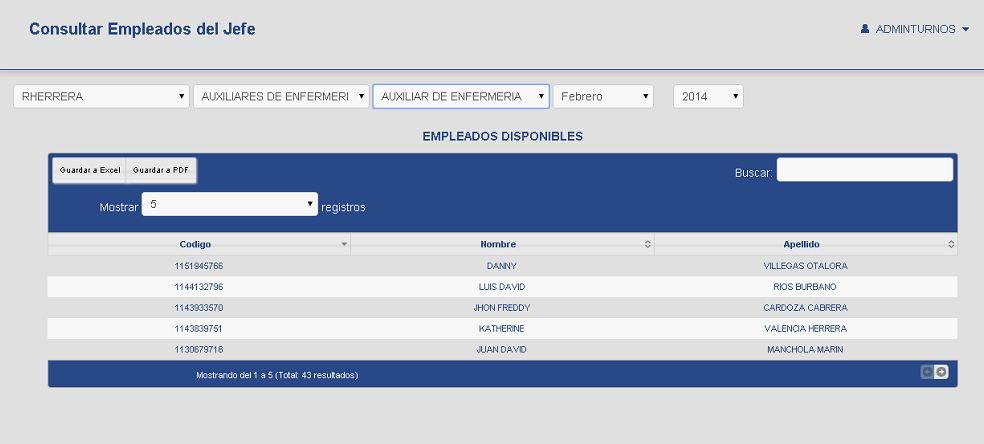 Consultar Empleados del Jefe
ADMINTURNOS
RHERRERA AUXILIARES DE ENFERMERI AUXILIAR DE ENFERMERIA Febrero 2014
EMPLEADOS DISPONIBLES
Guardar a Excel Guardar a PDF Buscar:
Mostrar 5 registros
Codigo Nombre Apellido
1151945766 DANNY VILLEGAS OTALORA
1144132796 LUIS DAVID RIOS BURBANO
1143933570 JHON FREDDY CARDOZA CABRERA
1143839751 KATHERINE VALENCIA HERRERA
1130679716 JUAN DAVID MANCHOLA MARIN
Mostrando del 1 a 5 (Total: 43 resultados)